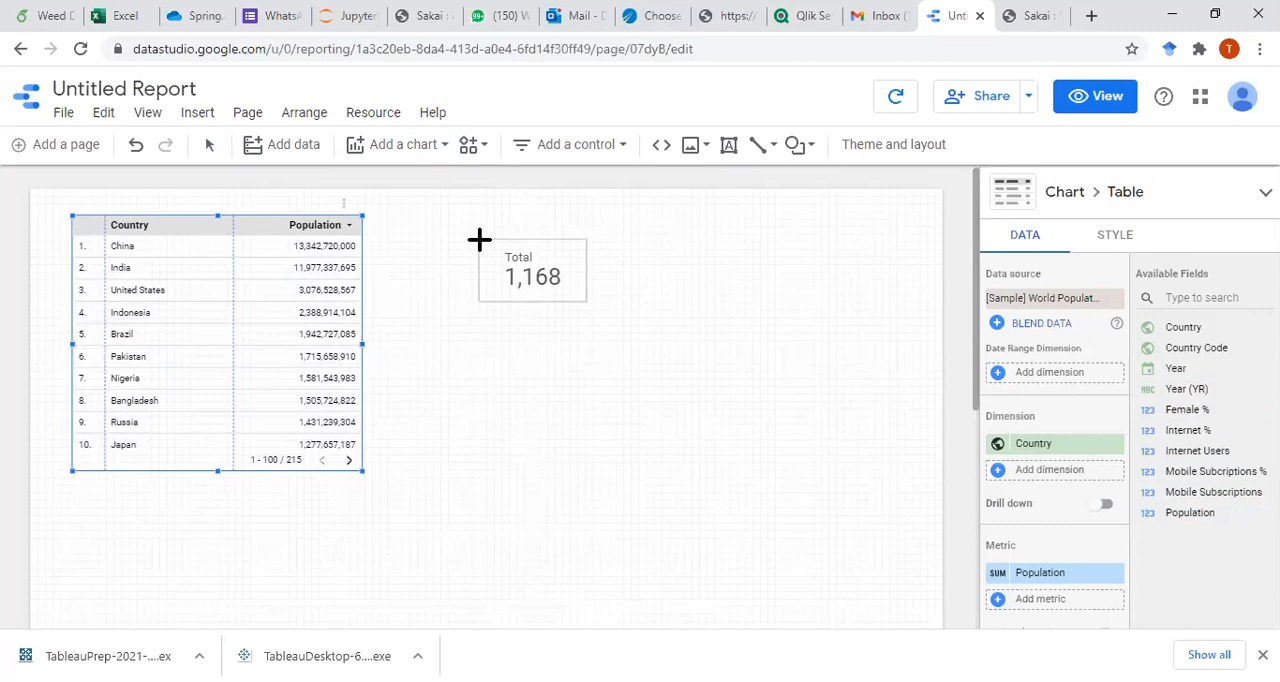 Weed D
Excel
Spring.
WhatsA
Jupyter
Sakai :
(150) W
Mail - D
Choose
https:/
Qlik Se
Inbox (
Unti
Sakai :
datastudio.google.com/u/0/reporting/1a3c20eb-8da4-413d-a0e4-6fd14f30ff49/page/07dyB/edit
T
Untitled Report
File Edit View Insert Page Arrange Resource Help
Share
View
Add a page
Add data
Add a chart
Add a control
Theme and layout
Country Population
1. China 13,342,720,000
2. India 11,977,337,695
3. United States 3,076,528,567
4. Indonesia 2,388,914,104
5. Brazil 1,942,727,085
6. Pakistan 1,715,658,910
7. Nigeria 1,581,543,983
8. Bangladesh 1,505,724,822
9. Russia 1,431,239,304
10. Japan 1,277,657,187
1 - 100 / 215
Total
1,168
Chart > Table
DATA STYLE
Data source
[Sample] World Populat...
BLEND DATA
Date Range Dimension
Add dimension
Dimension
Country
Add dimension
Drill down
Metric
SUM Population
Add metric
Available Fields
Type to search
Country
Country Code
Year
ABC Year (YR)
123 Female %
123 Internet %
123 Internet Users
123 Mobile Subcriptions %
123 Mobile Subscriptions
123 Population
TableauPrep-2021-....ex
TableauDesktop-6....exe
Show all